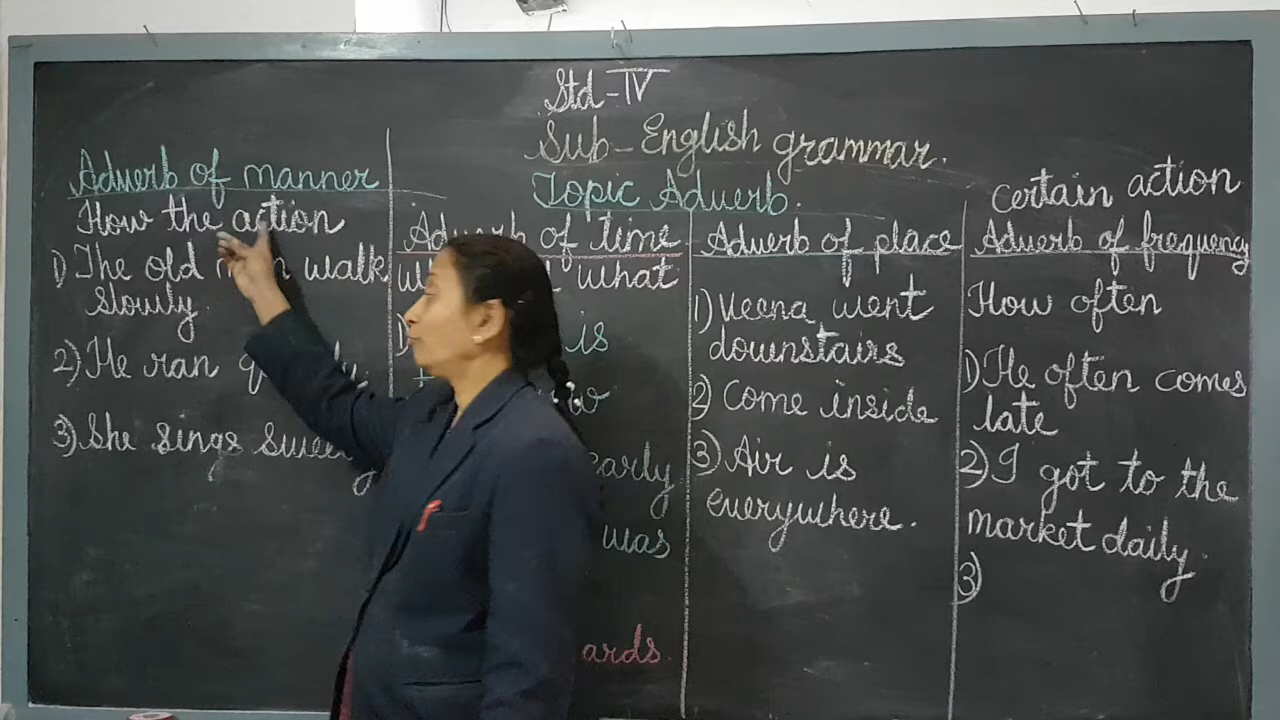 Std-IV
Sub-English grammar.
Topic Adverb.
Adverb of manner
How the action
1) The old walk
slowly.
2) He ran
3) She sings
Adverb of time
what
is
early
was
ards.
Adverb of place
1) Veena went
downstairs
2) Come inside
3) Air is
everywhere.
certain action
Adverb of frequency
How often
1) He often comes
late
2) I got to the
market daily.
3)